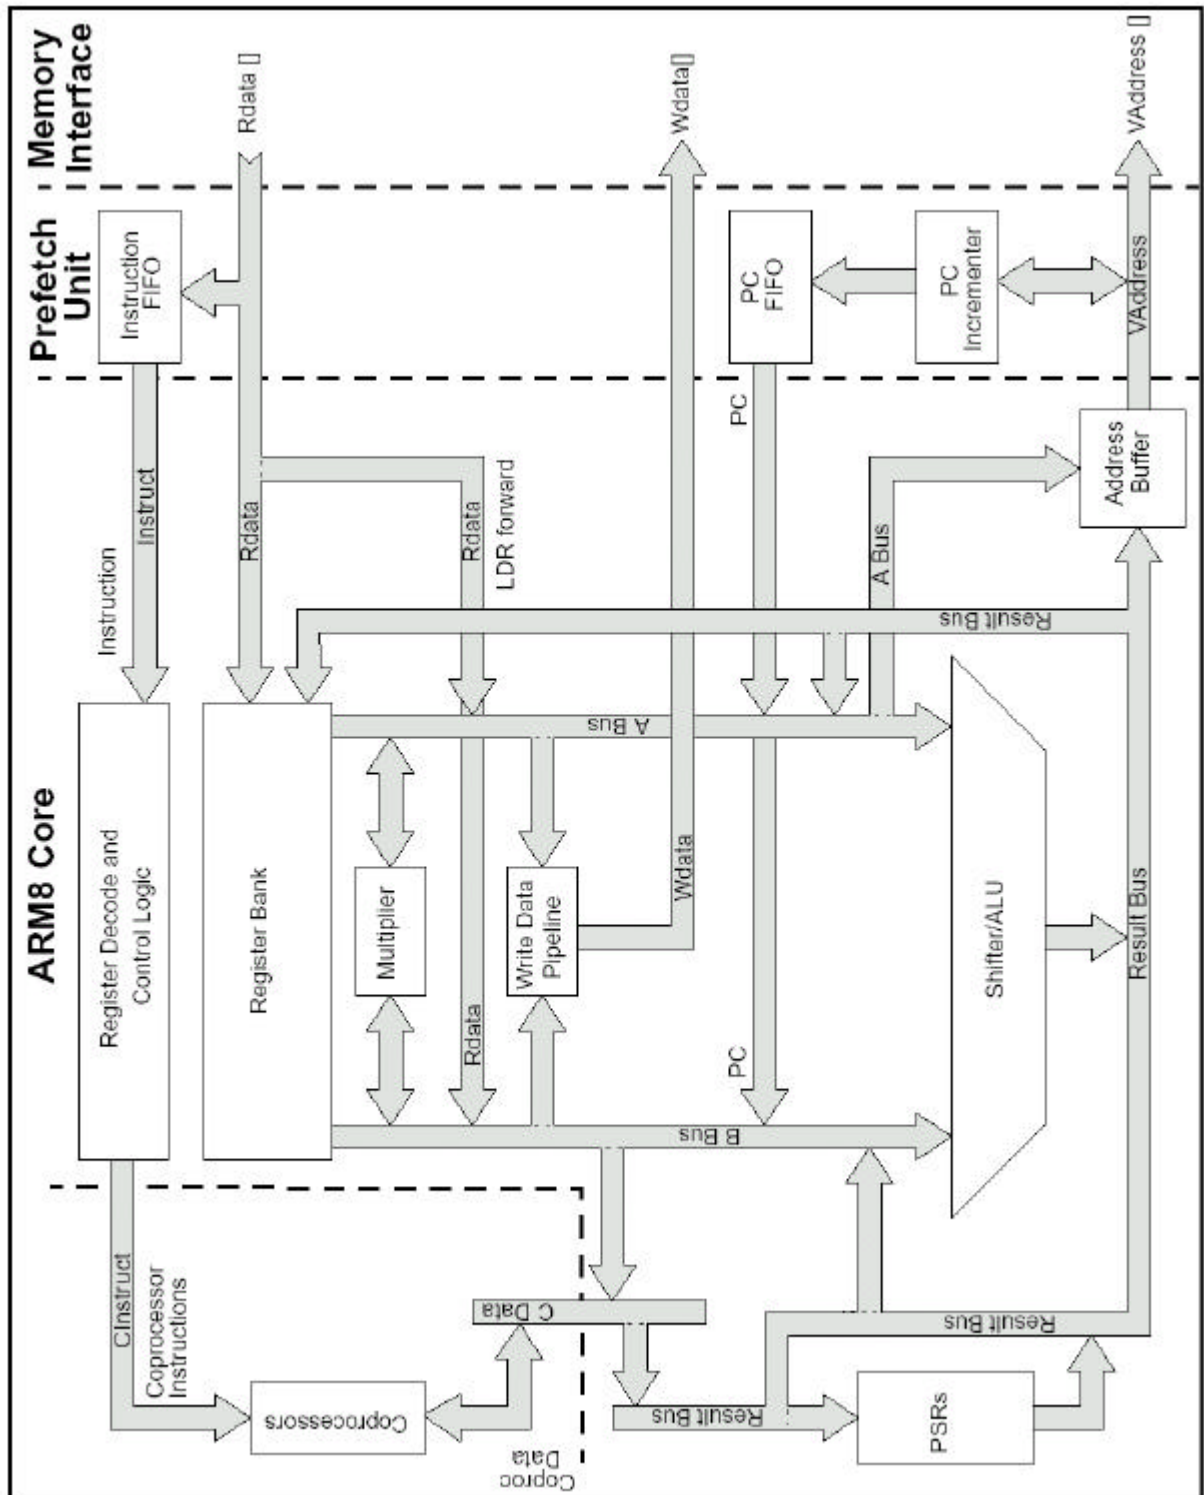 Memory
Interface
Rdata []
Wdata[]
VAddress []
Prefetch
Unit
Instruction
FIFO
PC
FIFO
PC
Incrementer
VAddress
ARM8 Core
Instruction
Instruct
Rdata
Rdata
LDR forward
PC
A Bus
Address
Buffer
Result Bus
Register Decode and
Control Logic
Register Bank
A Bus
Multiplier
Write Data
Pipeline
Wdata
Shifter/ALU
Result Bus
Rdata
PC
B Bus
CInstruct
Coprocessor
Instructions
C Data
Result Bus
Coprocessors
Coproc
Data
Result Bus
PSRs